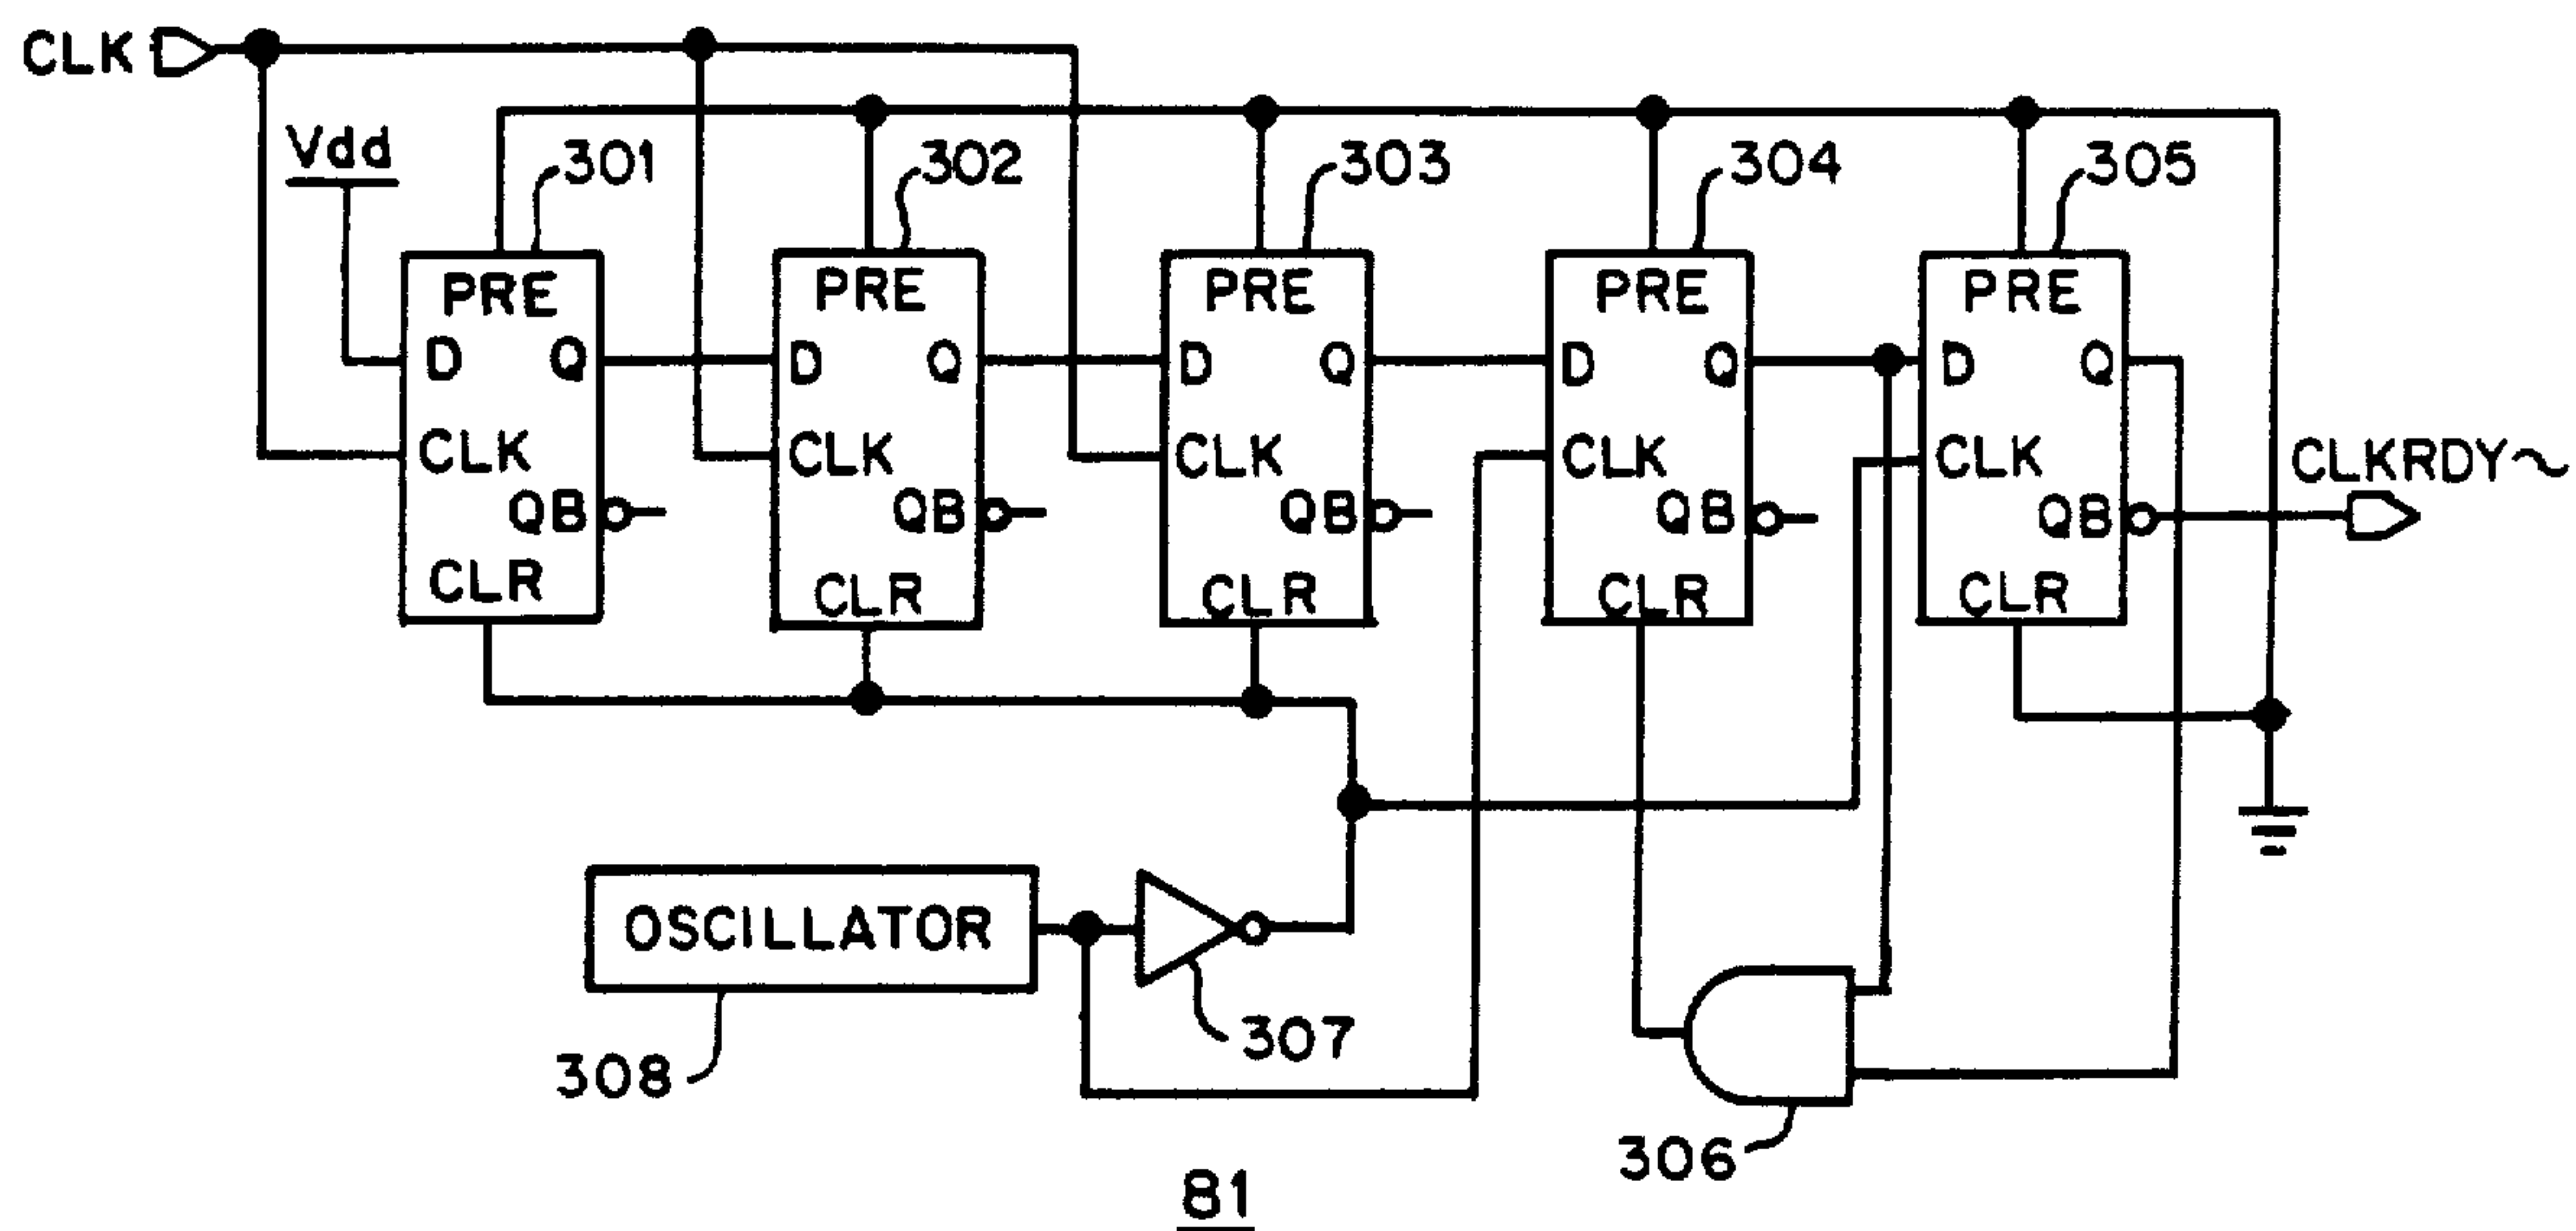 CLK
Vdd
301
302
303
304
305
PRE
D
Q
CLK
QB
CLR
PRE
D
Q
CLK
QB
CLR
PRE
D
Q
CLK
QB
CLR
PRE
D
Q
CLK
QB
CLR
PRE
D
Q
CLK
QB
CLR
CLKRDY~
OSCILLATOR
308
307
306
81